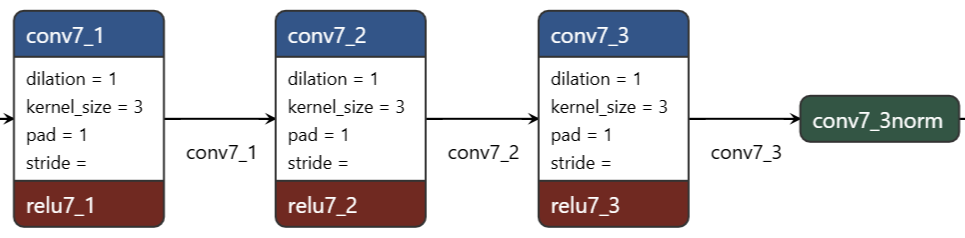 conv7_1
dilation = 1
kernel_size = 3
pad = 1
stride =
relu7_1
conv7_1
conv7_2
dilation = 1
kernel_size = 3
pad = 1
stride =
relu7_2
conv7_2
conv7_3
dilation = 1
kernel_size = 3
pad = 1
stride =
relu7_3
conv7_3
conv7_3norm